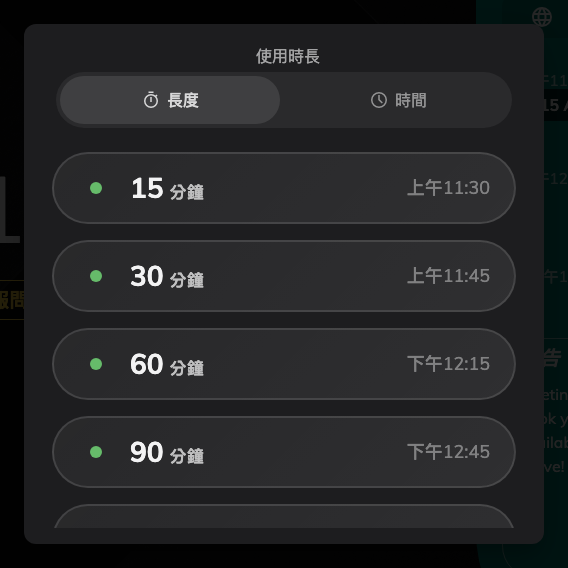 使用時長
長度 時間
15 分鐘 上午11:30
30 分鐘 上午11:45
60 分鐘 下午12:15
90 分鐘 下午12:45